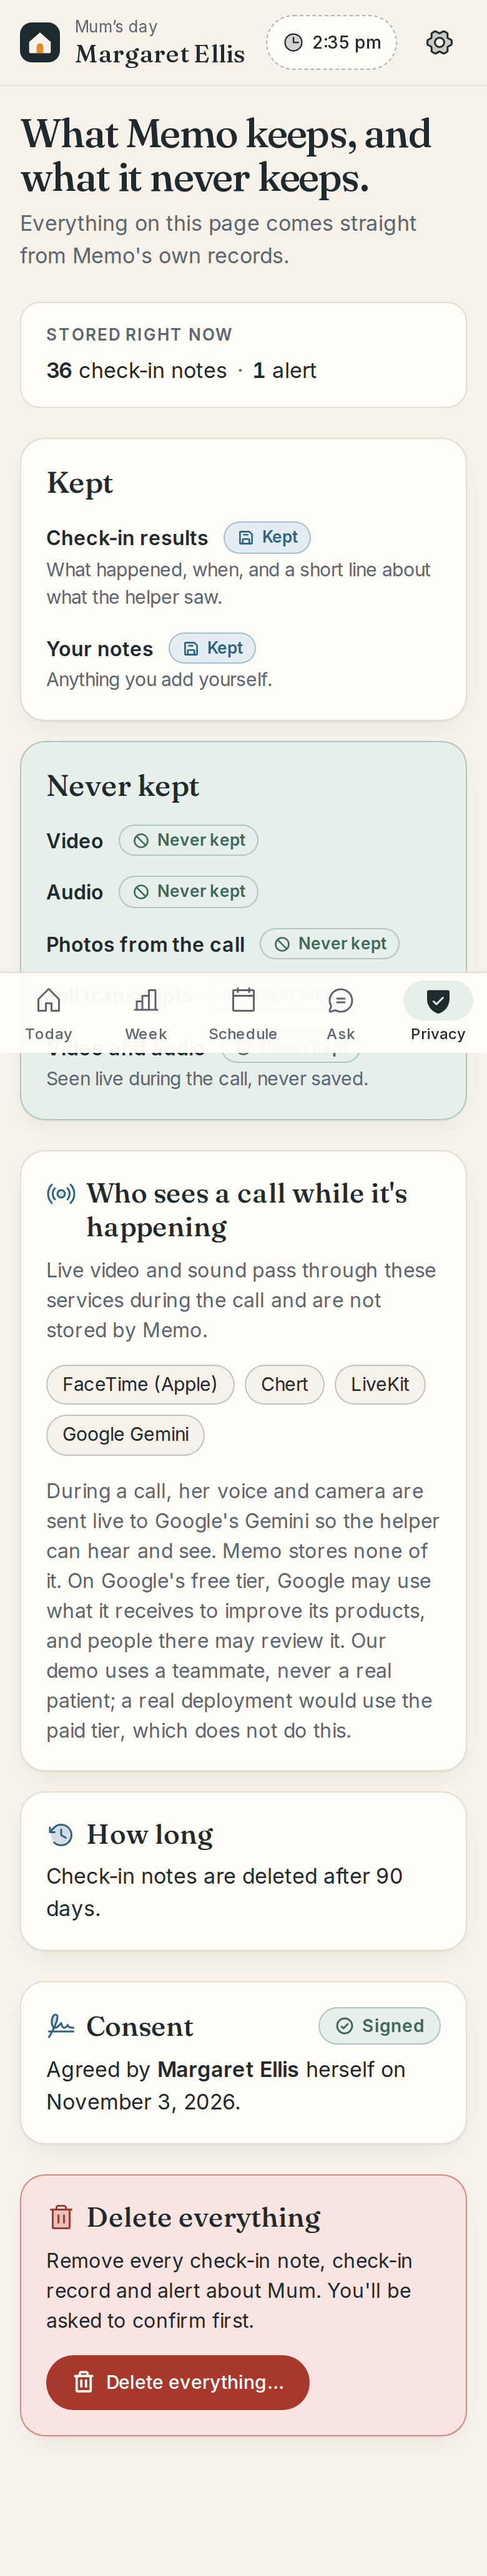 Mum's day
Margaret Ellis
2:35 pm
What Memo keeps, and
what it never keeps.
Everything on this page comes straight
from Memo's own records.
STORED RIGHT NOW
36 check-in notes · 1 alert
Kept
Check-in results
Kept
What happened, when, and a short line about
what the helper saw.
Your notes
Kept
Anything you add yourself.
Never kept
Video
Never kept
Audio
Never kept
Photos from the call
Never kept
Full transcripts
Never kept
Today
Week
Schedule
Ask
Privacy
Video and audio
Never kept
Seen live during the call, never saved.
Who sees a call while it's
happening
Live video and sound pass through these
services during the call and are not
stored by Memo.
FaceTime (Apple)
Chert
LiveKit
Google Gemini
During a call, her voice and camera are
sent live to Google's Gemini so the helper
can hear and see. Memo stores none of
it. On Google's free tier, Google may use
what it receives to improve its products,
and people there may review it. Our
demo uses a teammate, never a real
patient; a real deployment would use the
paid tier, which does not do this.
How long
Check-in notes are deleted after 90
days.
Consent
Signed
Agreed by Margaret Ellis herself on
November 3, 2026.
Delete everything
Remove every check-in note, check-in
record and alert about Mum. You'll be
asked to confirm first.
Delete everything...